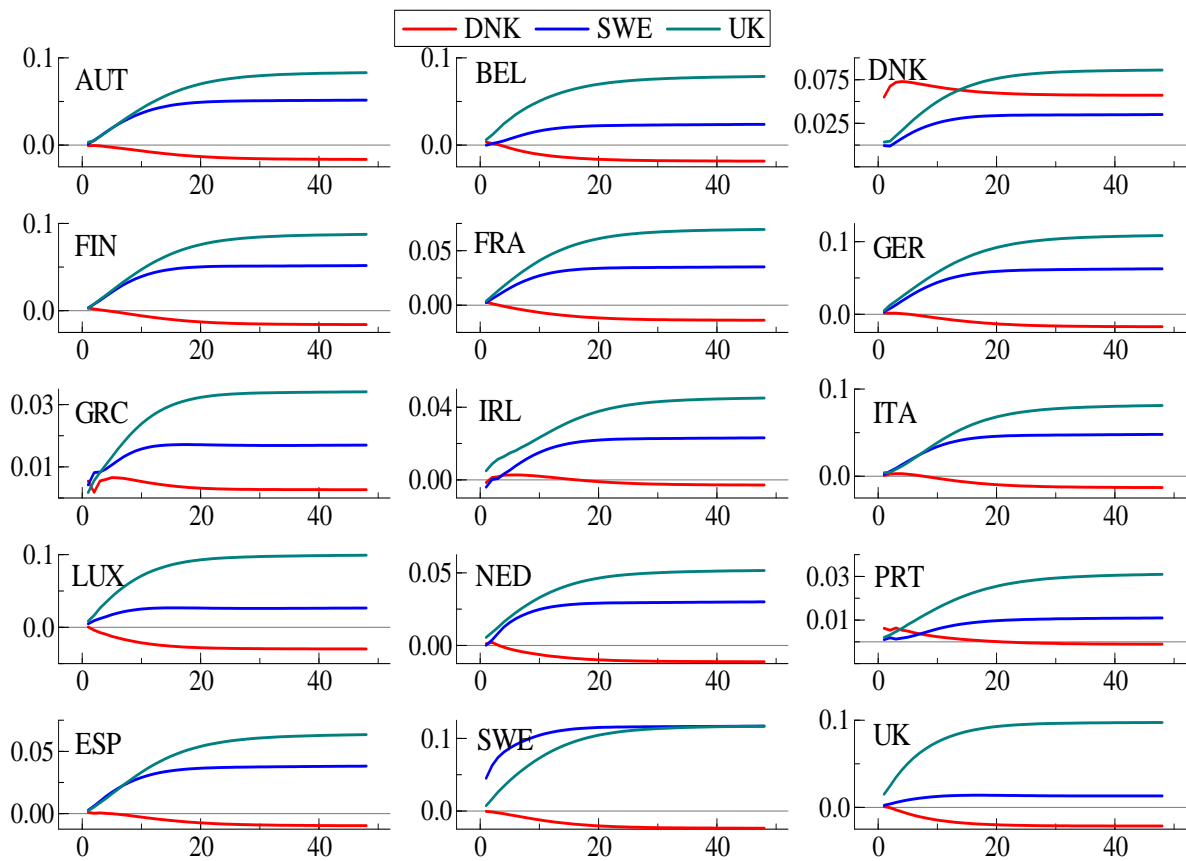 DNK SWE UK
0.1 AUT 0.1 BEL DNK
0.075
0.025
0.0 0.0
0 20 40 0 20 40 0 20 40
0.1 FIN FRA GER
0.1
0.05
0.0 0.00 0.0
0 20 40 0 20 40 0 20 40
GRC IRL 0.1 ITA
0.03 0.04
0.01 0.00 0.0
0 20 40 0 20 40 0 20 40
0.1 LUX NED PRT
0.05 0.03
0.0 0.00 0.01
0 20 40 0 20 40 0 20 40
ESP SWE 0.1 UK
0.05 0.1
0.00 0.0 0.0
0 20 40 0 20 40 0 20 40